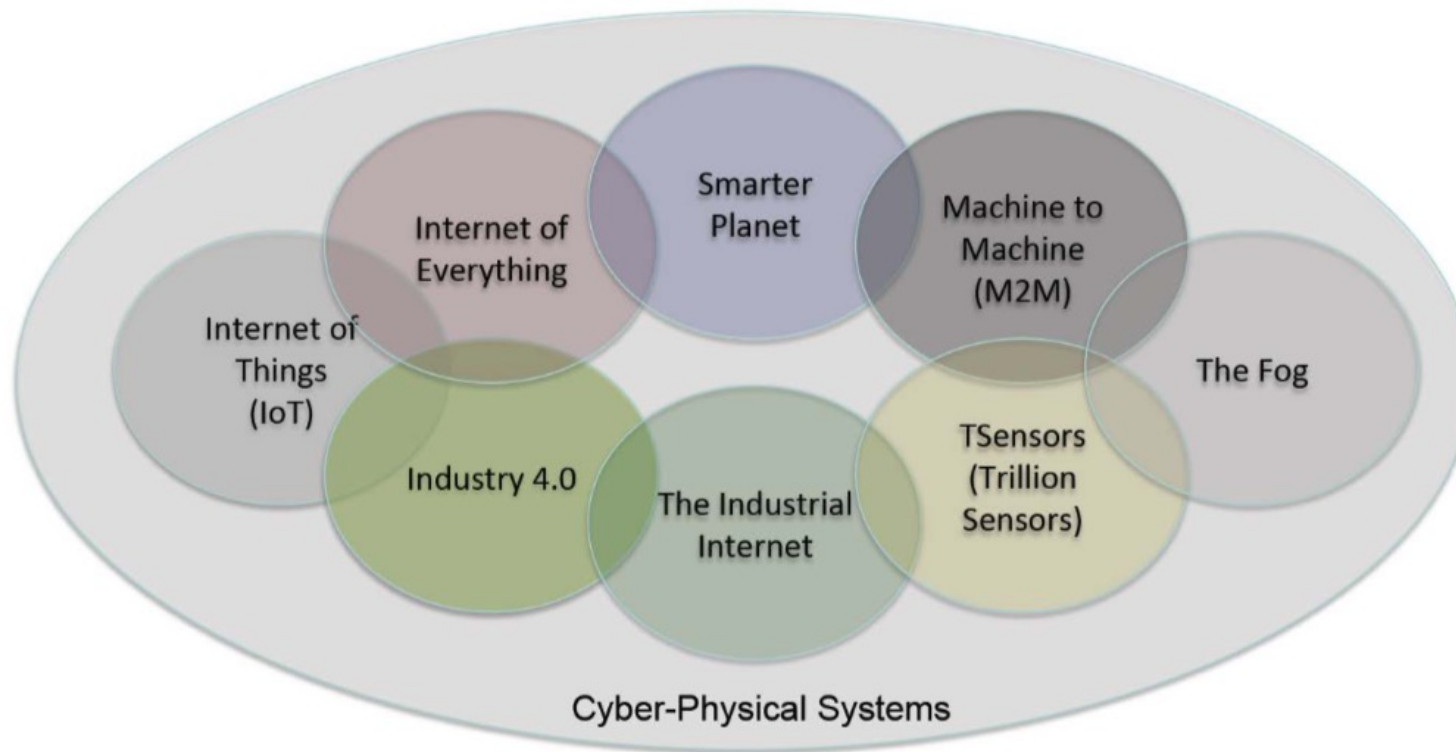 Smarter
Planet
Internet of
Everything
Machine to
Machine
(M2M)
Internet of
Things
(IoT)
The Fog
Industry 4.0
The Industrial
Internet
TSensors
(Trillion
Sensors)
Cyber-Physical Systems